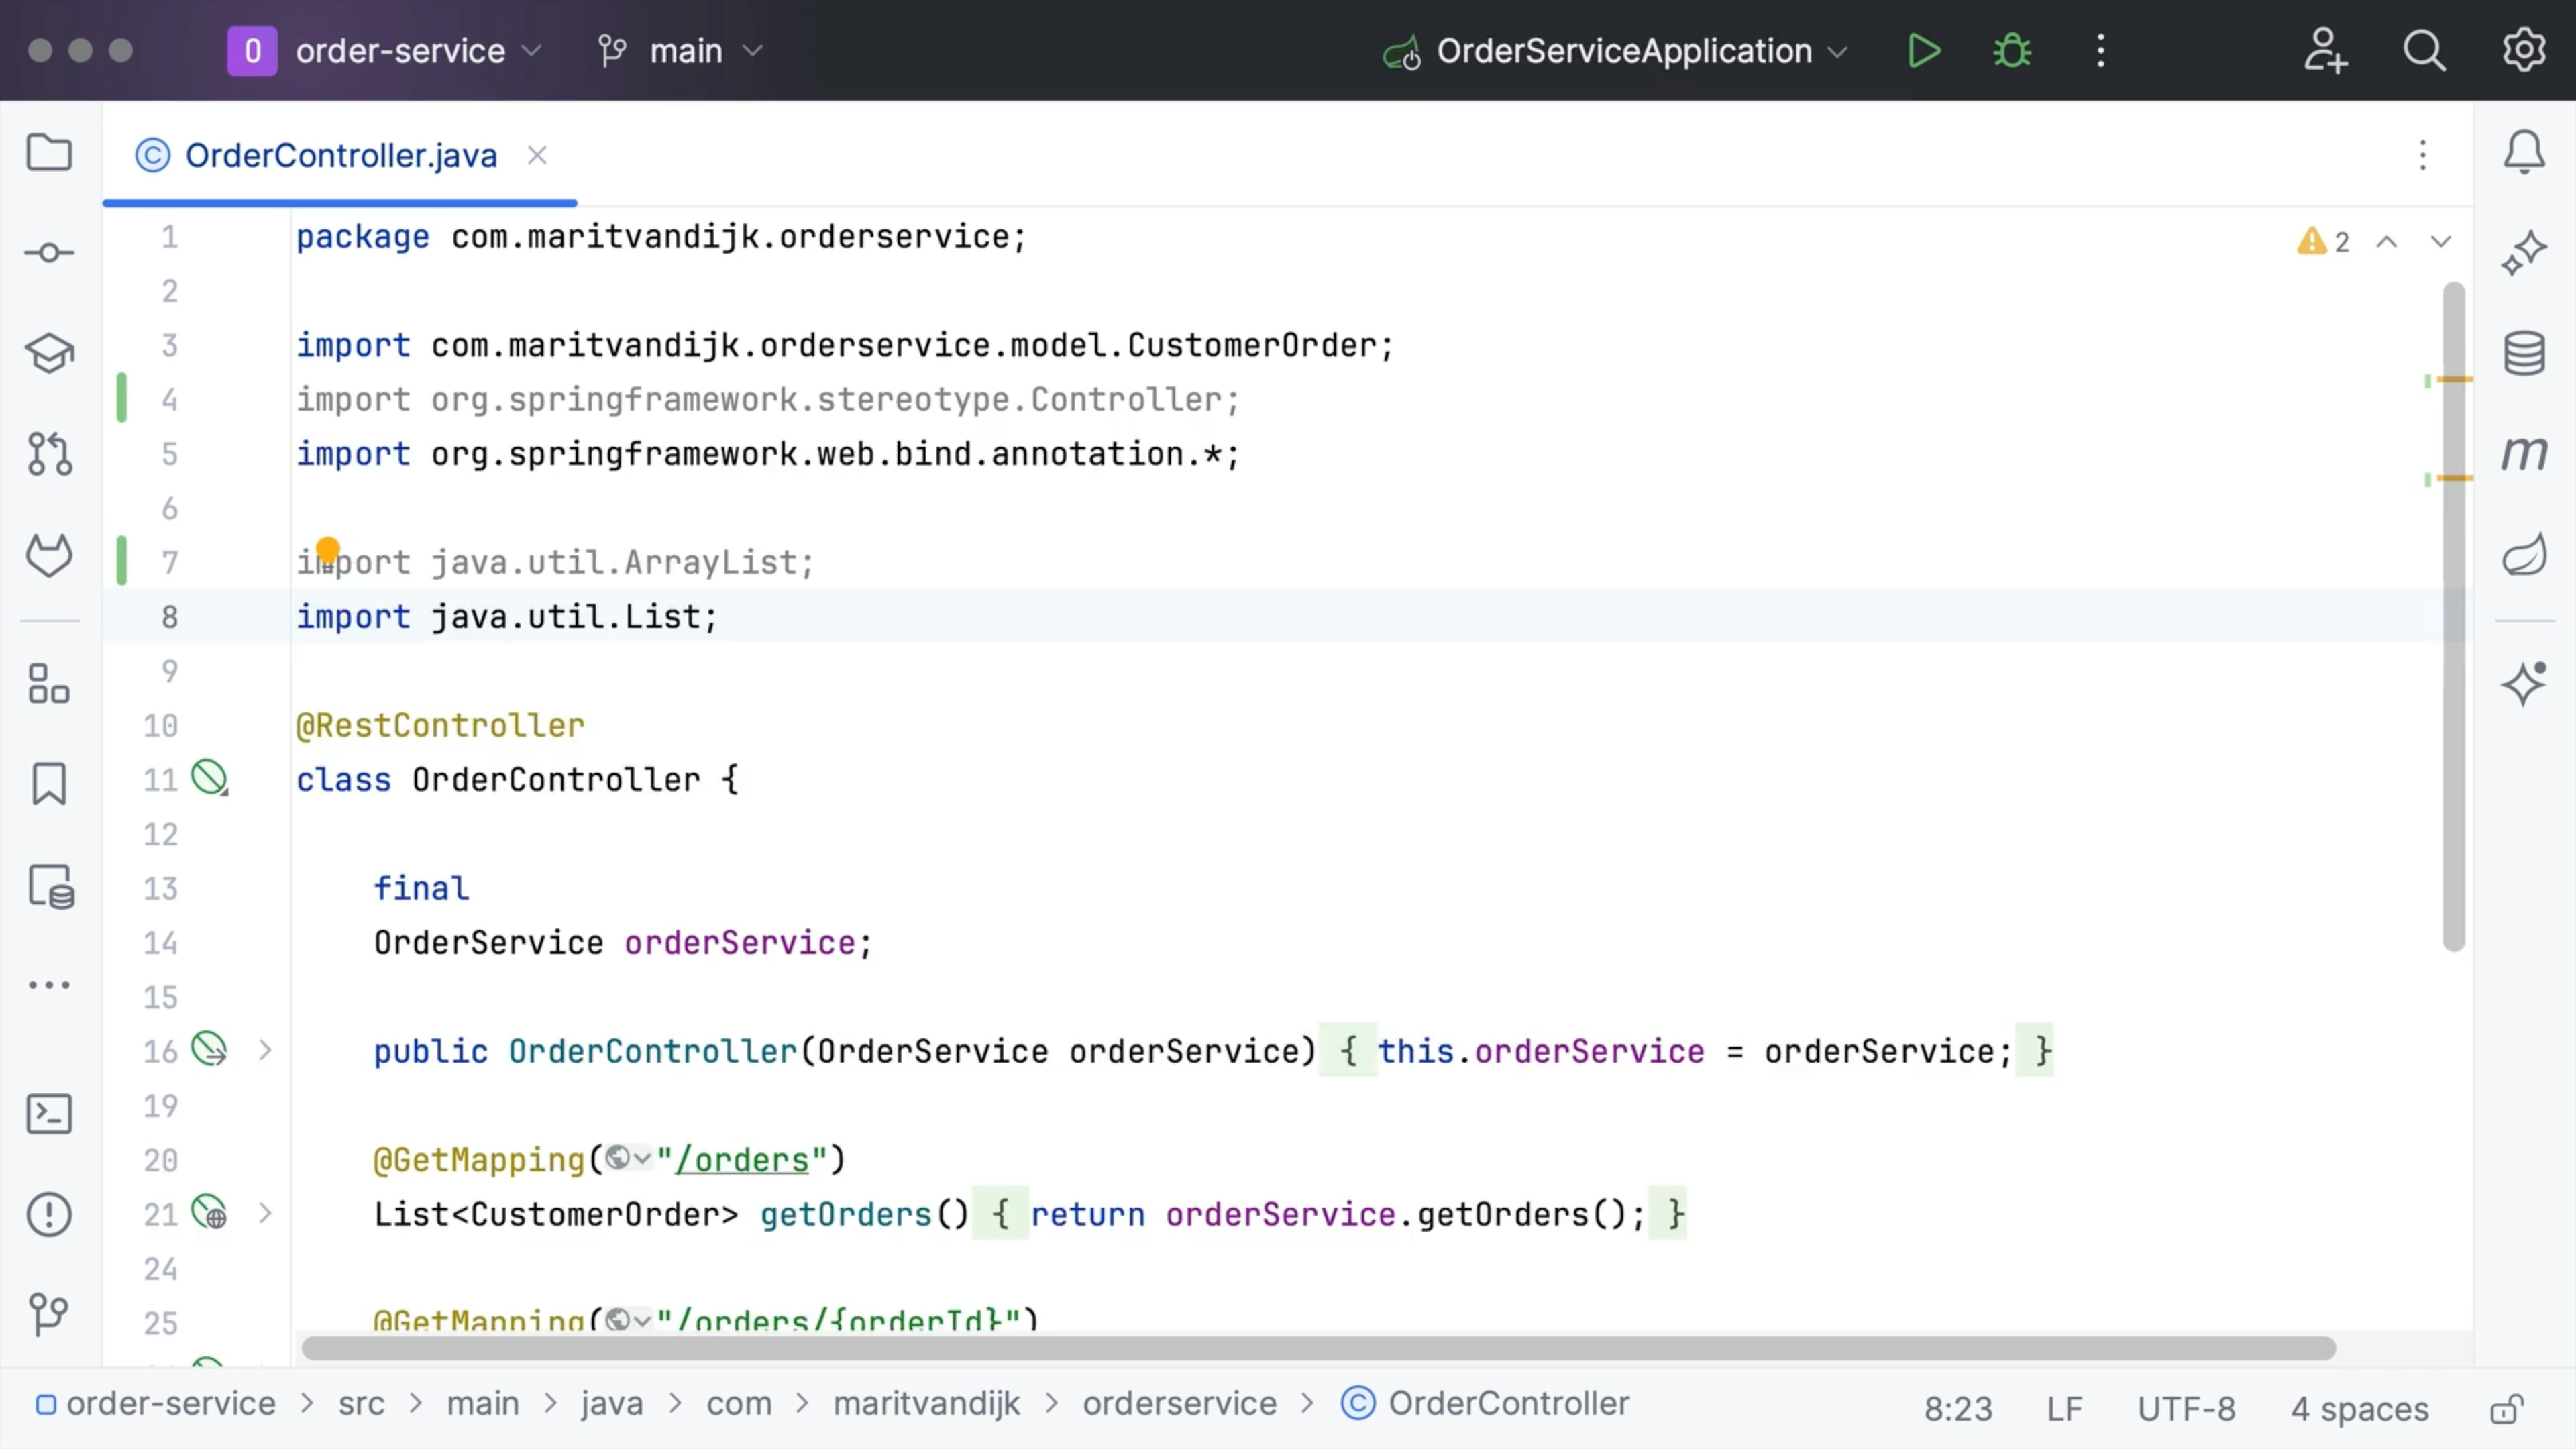 O order-service main OrderServiceApplication
OrderController.java
1 package com.maritvandijk.orderservice; 2
2
3 import com.maritvandijk.orderservice.model.CustomerOrder;
4 import org.springframework.stereotype.Controller;
5 import org.springframework.web.bind.annotation.*;
6
7 import java.util.ArrayList;
8 import java.util.List;
9
10 @RestController
11 class OrderController {
12
13 final
14 OrderService orderService;
15
16 public OrderController(OrderService orderService) { this.orderService = orderService; }
19
20 @GetMapping("/orders")
21 List<CustomerOrder> getOrders() { return orderService.getOrders(); }
24
25 @GetMapping("/orders/{orderId}")
order-service > src > main > java > com > maritvandijk > orderservice > OrderController 8:23 LF UTF-8 4 spaces